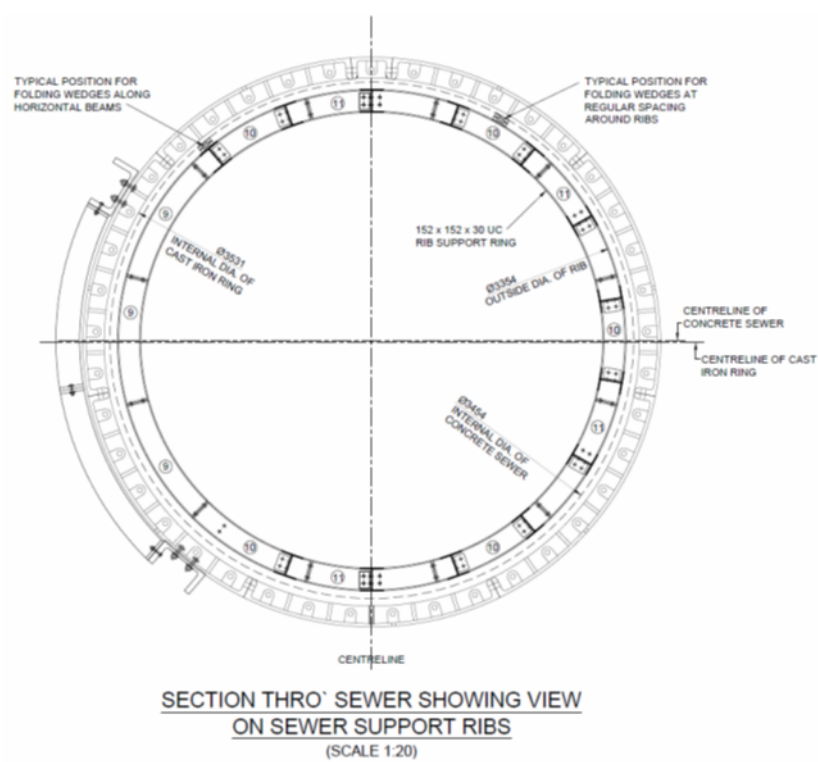 TYPICAL POSITION FOR
FOLDING WEDGES ALONG
HORIZONTAL BEAMS
TYPICAL POSITION FOR
FOLDING WEDGES AT
REGULAR SPACING
AROUND RIBS
11
10
10
9
11
Ø3531
INTERNAL DIA. OF
CAST IRON RING
152 x 152 x 30 UC
RIB SUPPORT RING
Ø3354
OUTSIDE DIA. OF RIB
9
10
CENTRELINE OF
CONCRETE SEWER
CENTRELINE OF CAST
IRON RING
Ø3454
INTERNAL DIA. OF
CONCRETE SEWER
11
9
10
10
11
CENTRELINE
SECTION THRO` SEWER SHOWING VIEW
ON SEWER SUPPORT RIBS
(SCALE 1:20)